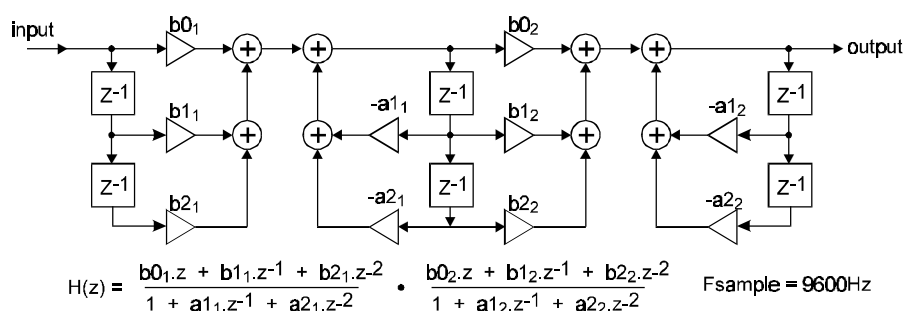 b0₁ b0₂
input output
z-1 z-1 z-1
-a1₁ -a1₂
b1₁ b1₂
z-1 z-1 z-1
-a2₁ -a2₂
b2₁ b2₂
H(z) = b0₁.z + b1₁.z-1 + b2₁.z-2 / 1 + a1₁.z-1 + a2₁.z-2 • b0₂.z + b1₂.z-1 + b2₂.z-2 / 1 + a1₂.z-1 + a2₂.z-2 Fsample = 9600Hz